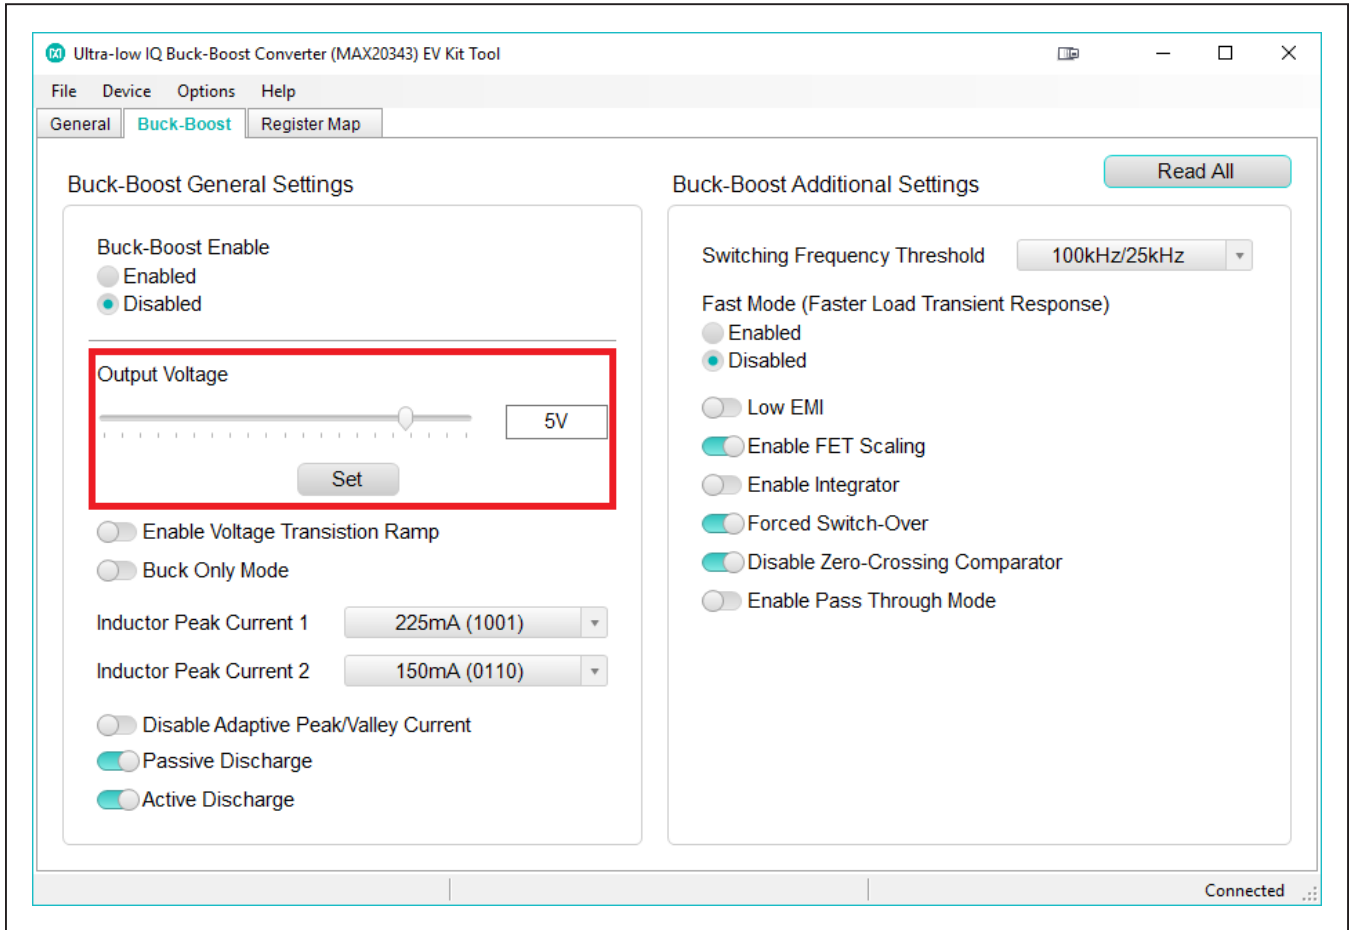 Ultra-low IQ Buck-Boost Converter (MAX20343) EV Kit Tool
File Device Options Help
General Buck-Boost Register Map
Read All
Buck-Boost General Settings
Buck-Boost Enable
Enabled
Disabled
Output Voltage
5V
Set
Enable Voltage Transistion Ramp
Buck Only Mode
Inductor Peak Current 1 225mA (1001)
Inductor Peak Current 2 150mA (0110)
Disable Adaptive Peak/Valley Current
Passive Discharge
Active Discharge
Buck-Boost Additional Settings
Switching Frequency Threshold 100kHz/25kHz
Fast Mode (Faster Load Transient Response)
Enabled
Disabled
Low EMI
Enable FET Scaling
Enable Integrator
Forced Switch-Over
Disable Zero-Crossing Comparator
Enable Pass Through Mode
Connected